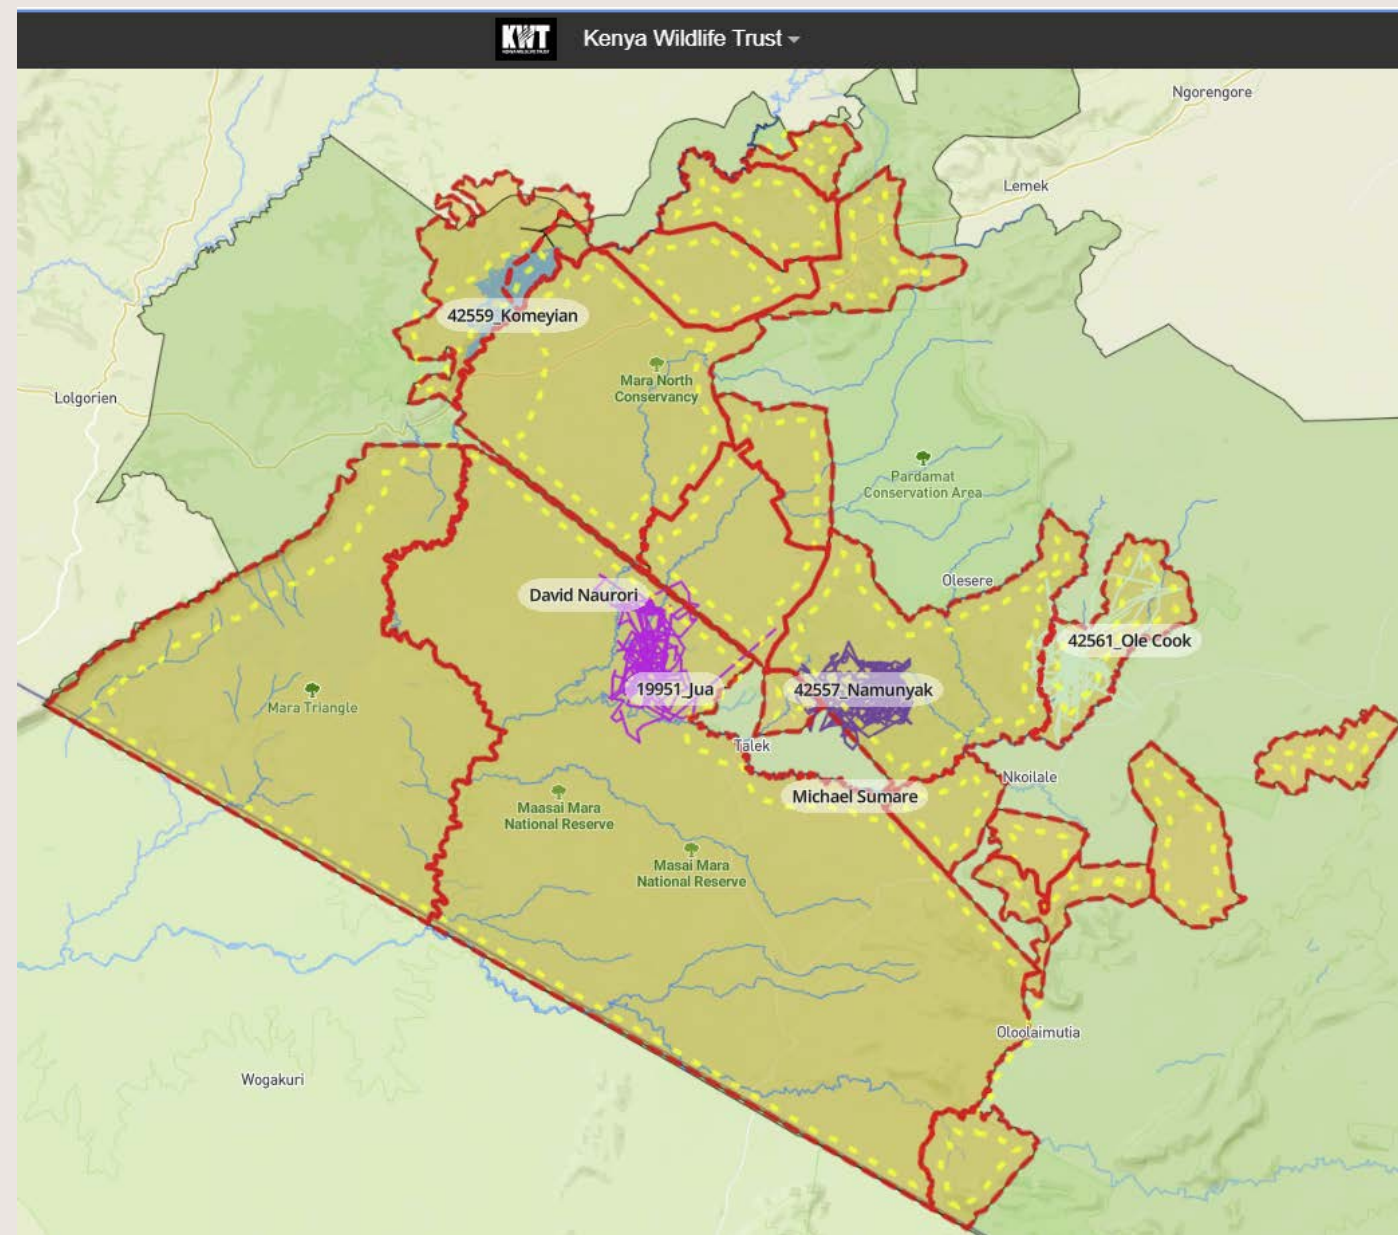 KWT
Kenya Wildlife Trust
Ngorengore
Lemek
42559_Komeyian
Mara North
Conservancy
Lolgorien
Pardamat
Conservation Area
Olesere
David Naurori
42561_Ole Cook
19951_Jua
42557_Namunyak
Mara Triangle
Talek
Nkoilale
Michael Sumare
Maasai Mara
National Reserve
Masai Mara
National Reserve
Oloolaimutia
Wogakuri